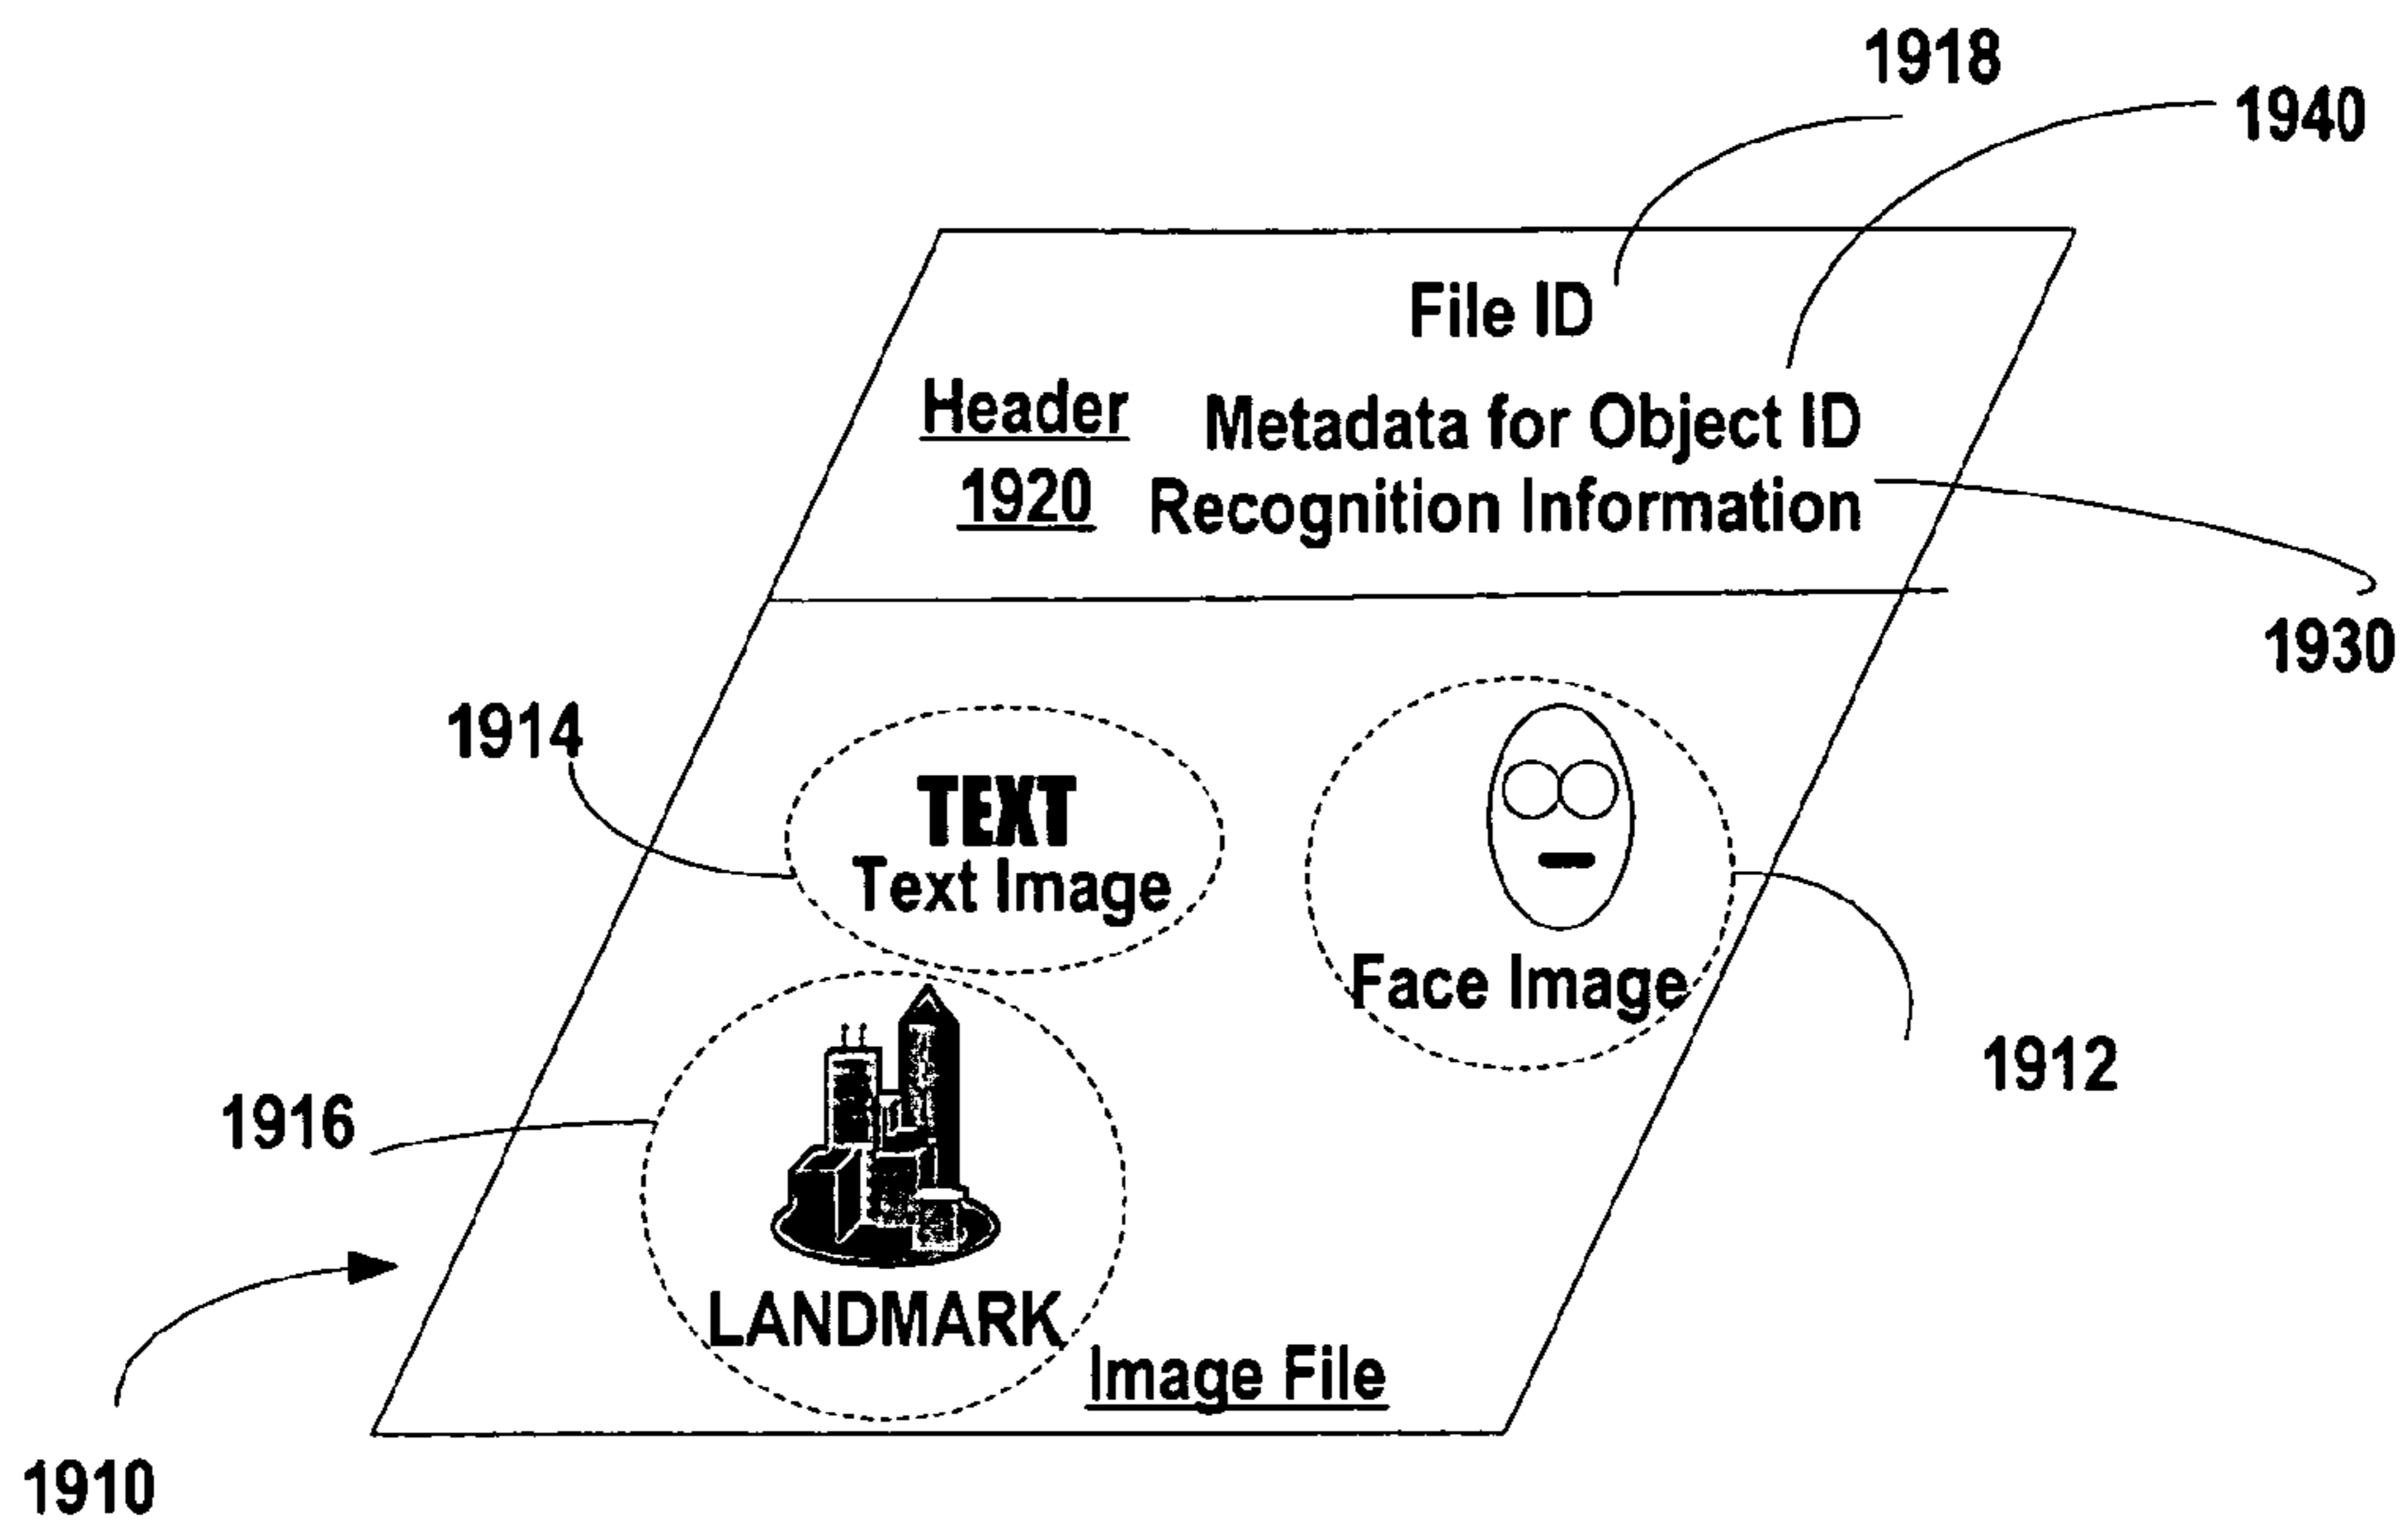 1918
1940
File ID
Header
1920
Metadata for Object ID
Recognition Information
1930
1914
TEXT
Text Image
Face Image
1912
1916
LANDMARK
Image File
1910